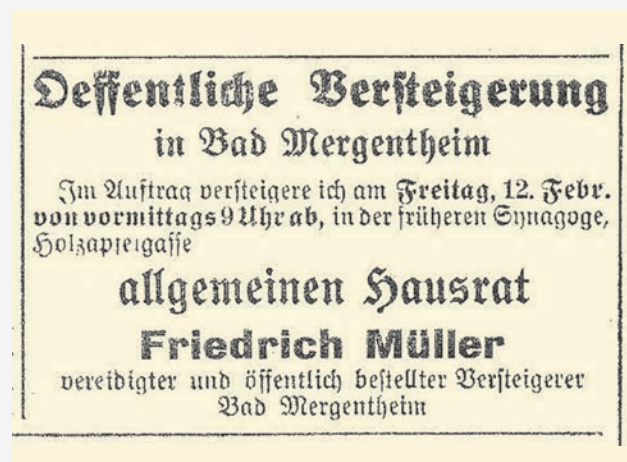 Oeffentliche Versteigerung
in Bad Mergentheim
Im Auftrag versteigere ich am Freitag, 12. Febr.
von vormittags 9 Uhr ab, in der früheren Synagoge,
Holzapfelgasse
allgemeinen Hausrat
Friedrich Müller
vereidigter und öffentlich bestellter Versteigerer
Bad Mergentheim